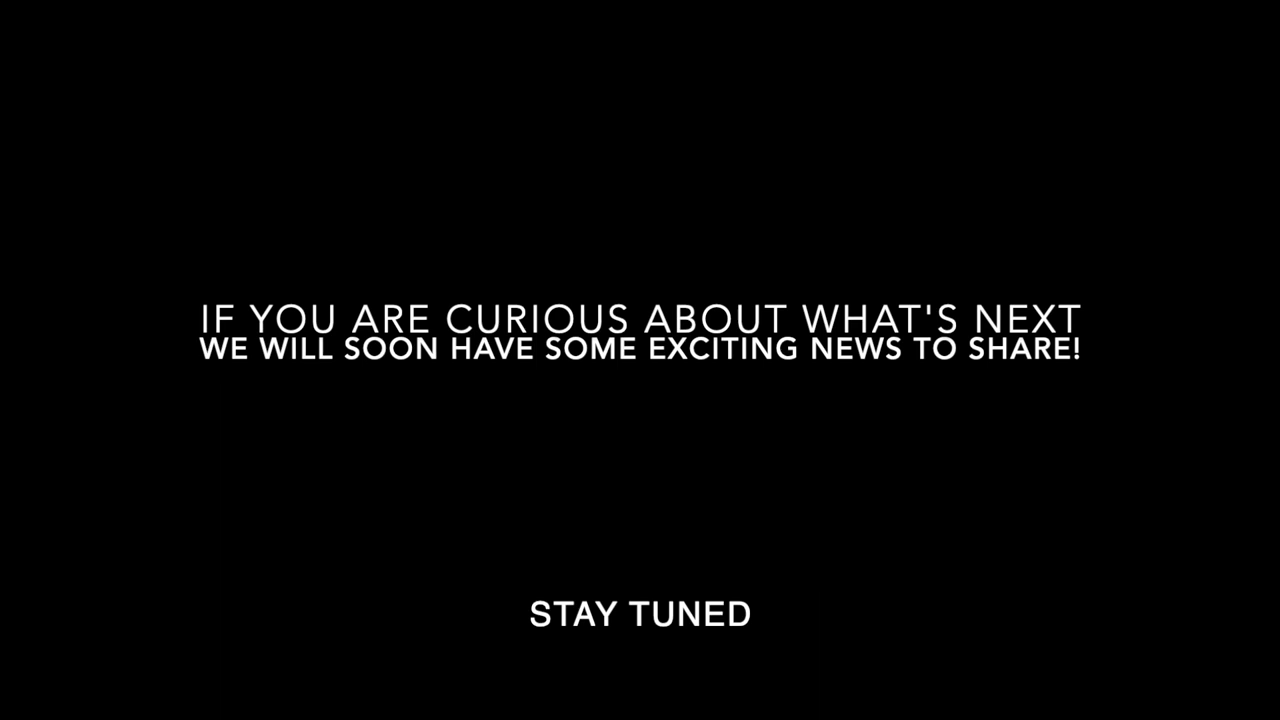 IF YOU ARE CURIOUS ABOUT WHAT'S NEXT
WE WILL SOON HAVE SOME EXCITING NEWS TO SHARE!
STAY TUNED